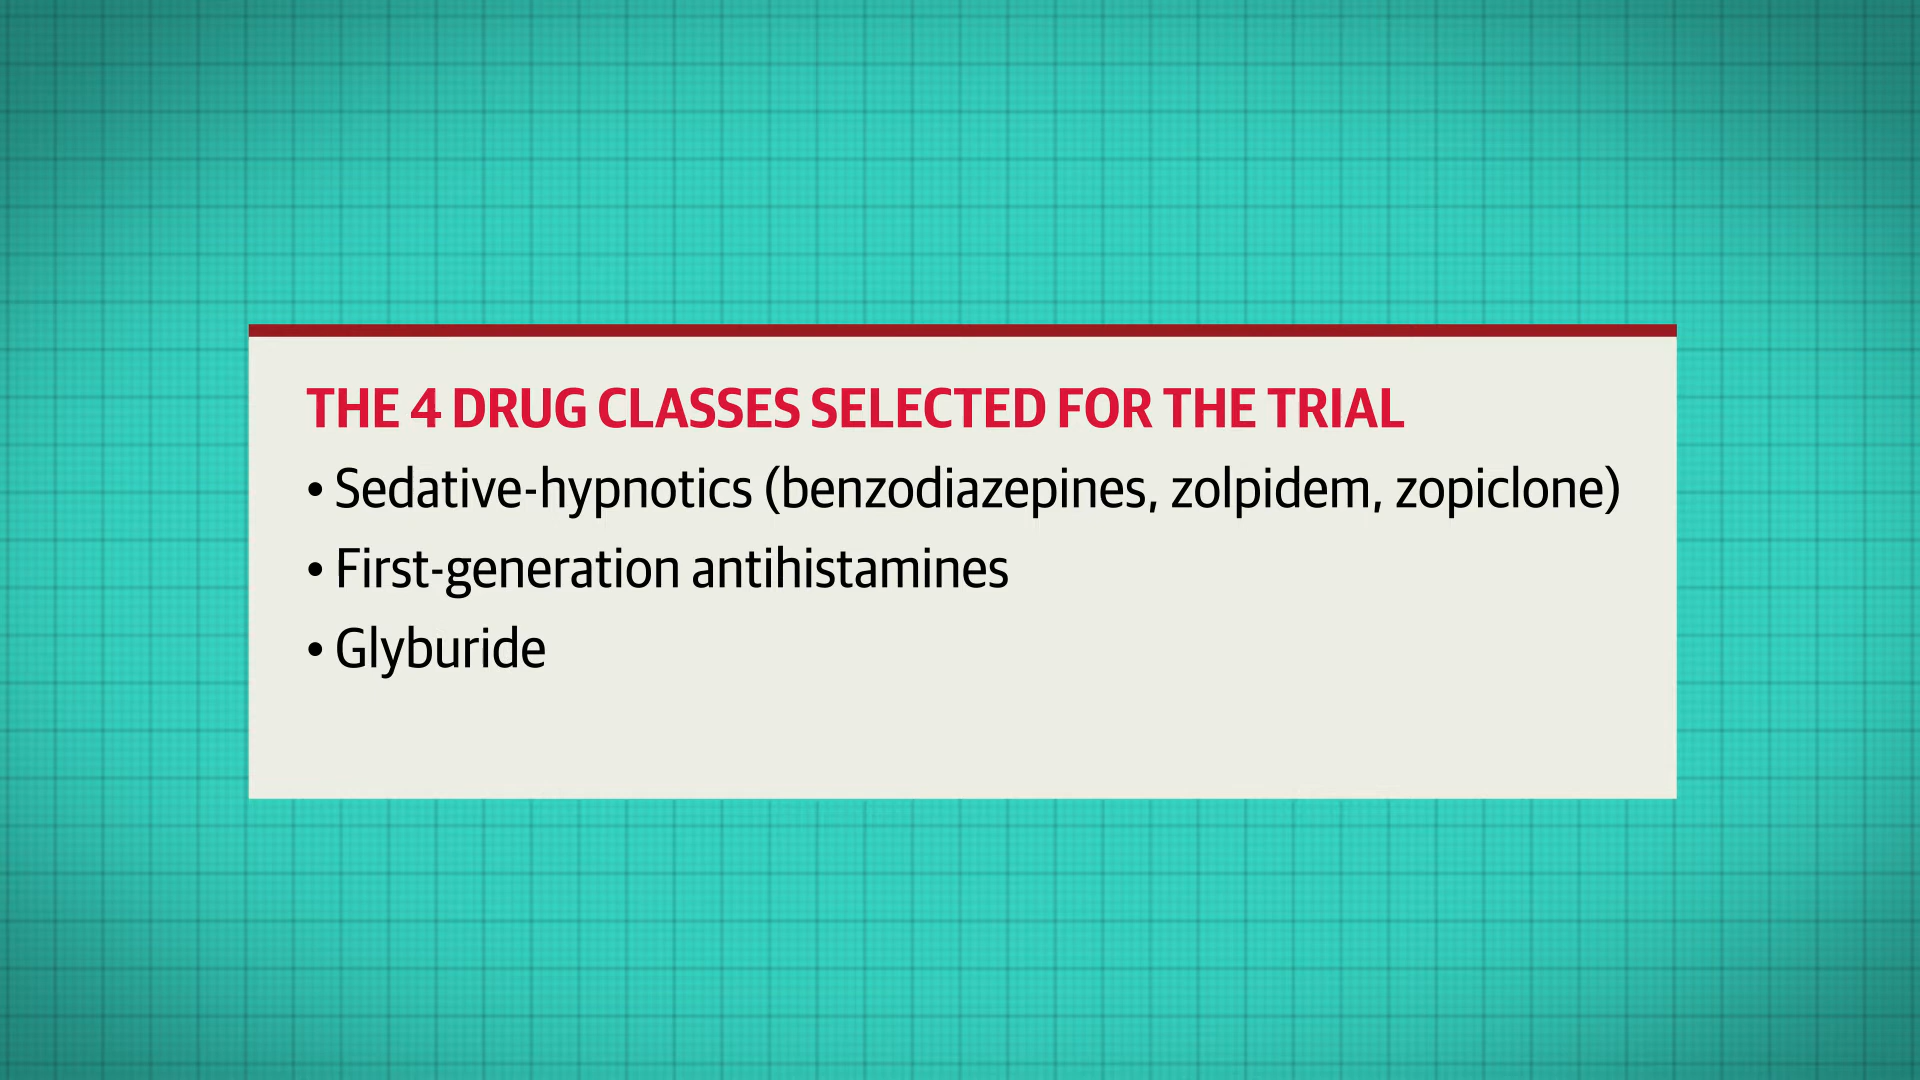 THE 4 DRUG CLASSES SELECTED FOR THE TRIAL
• Sedative-hypnotics (benzodiazepines, zolpidem, zopiclone)
• First-generation antihistamines
• Glyburide